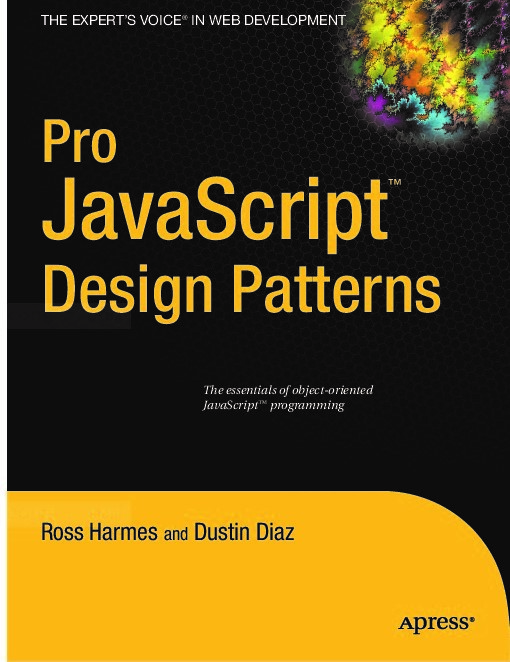 THE EXPERT'S VOICE® IN WEB DEVELOPMENT
Pro
JavaScript™
Design Patterns
The essentials of object-oriented
JavaScript™ programming
Ross Harmes and Dustin Diaz
Apress®